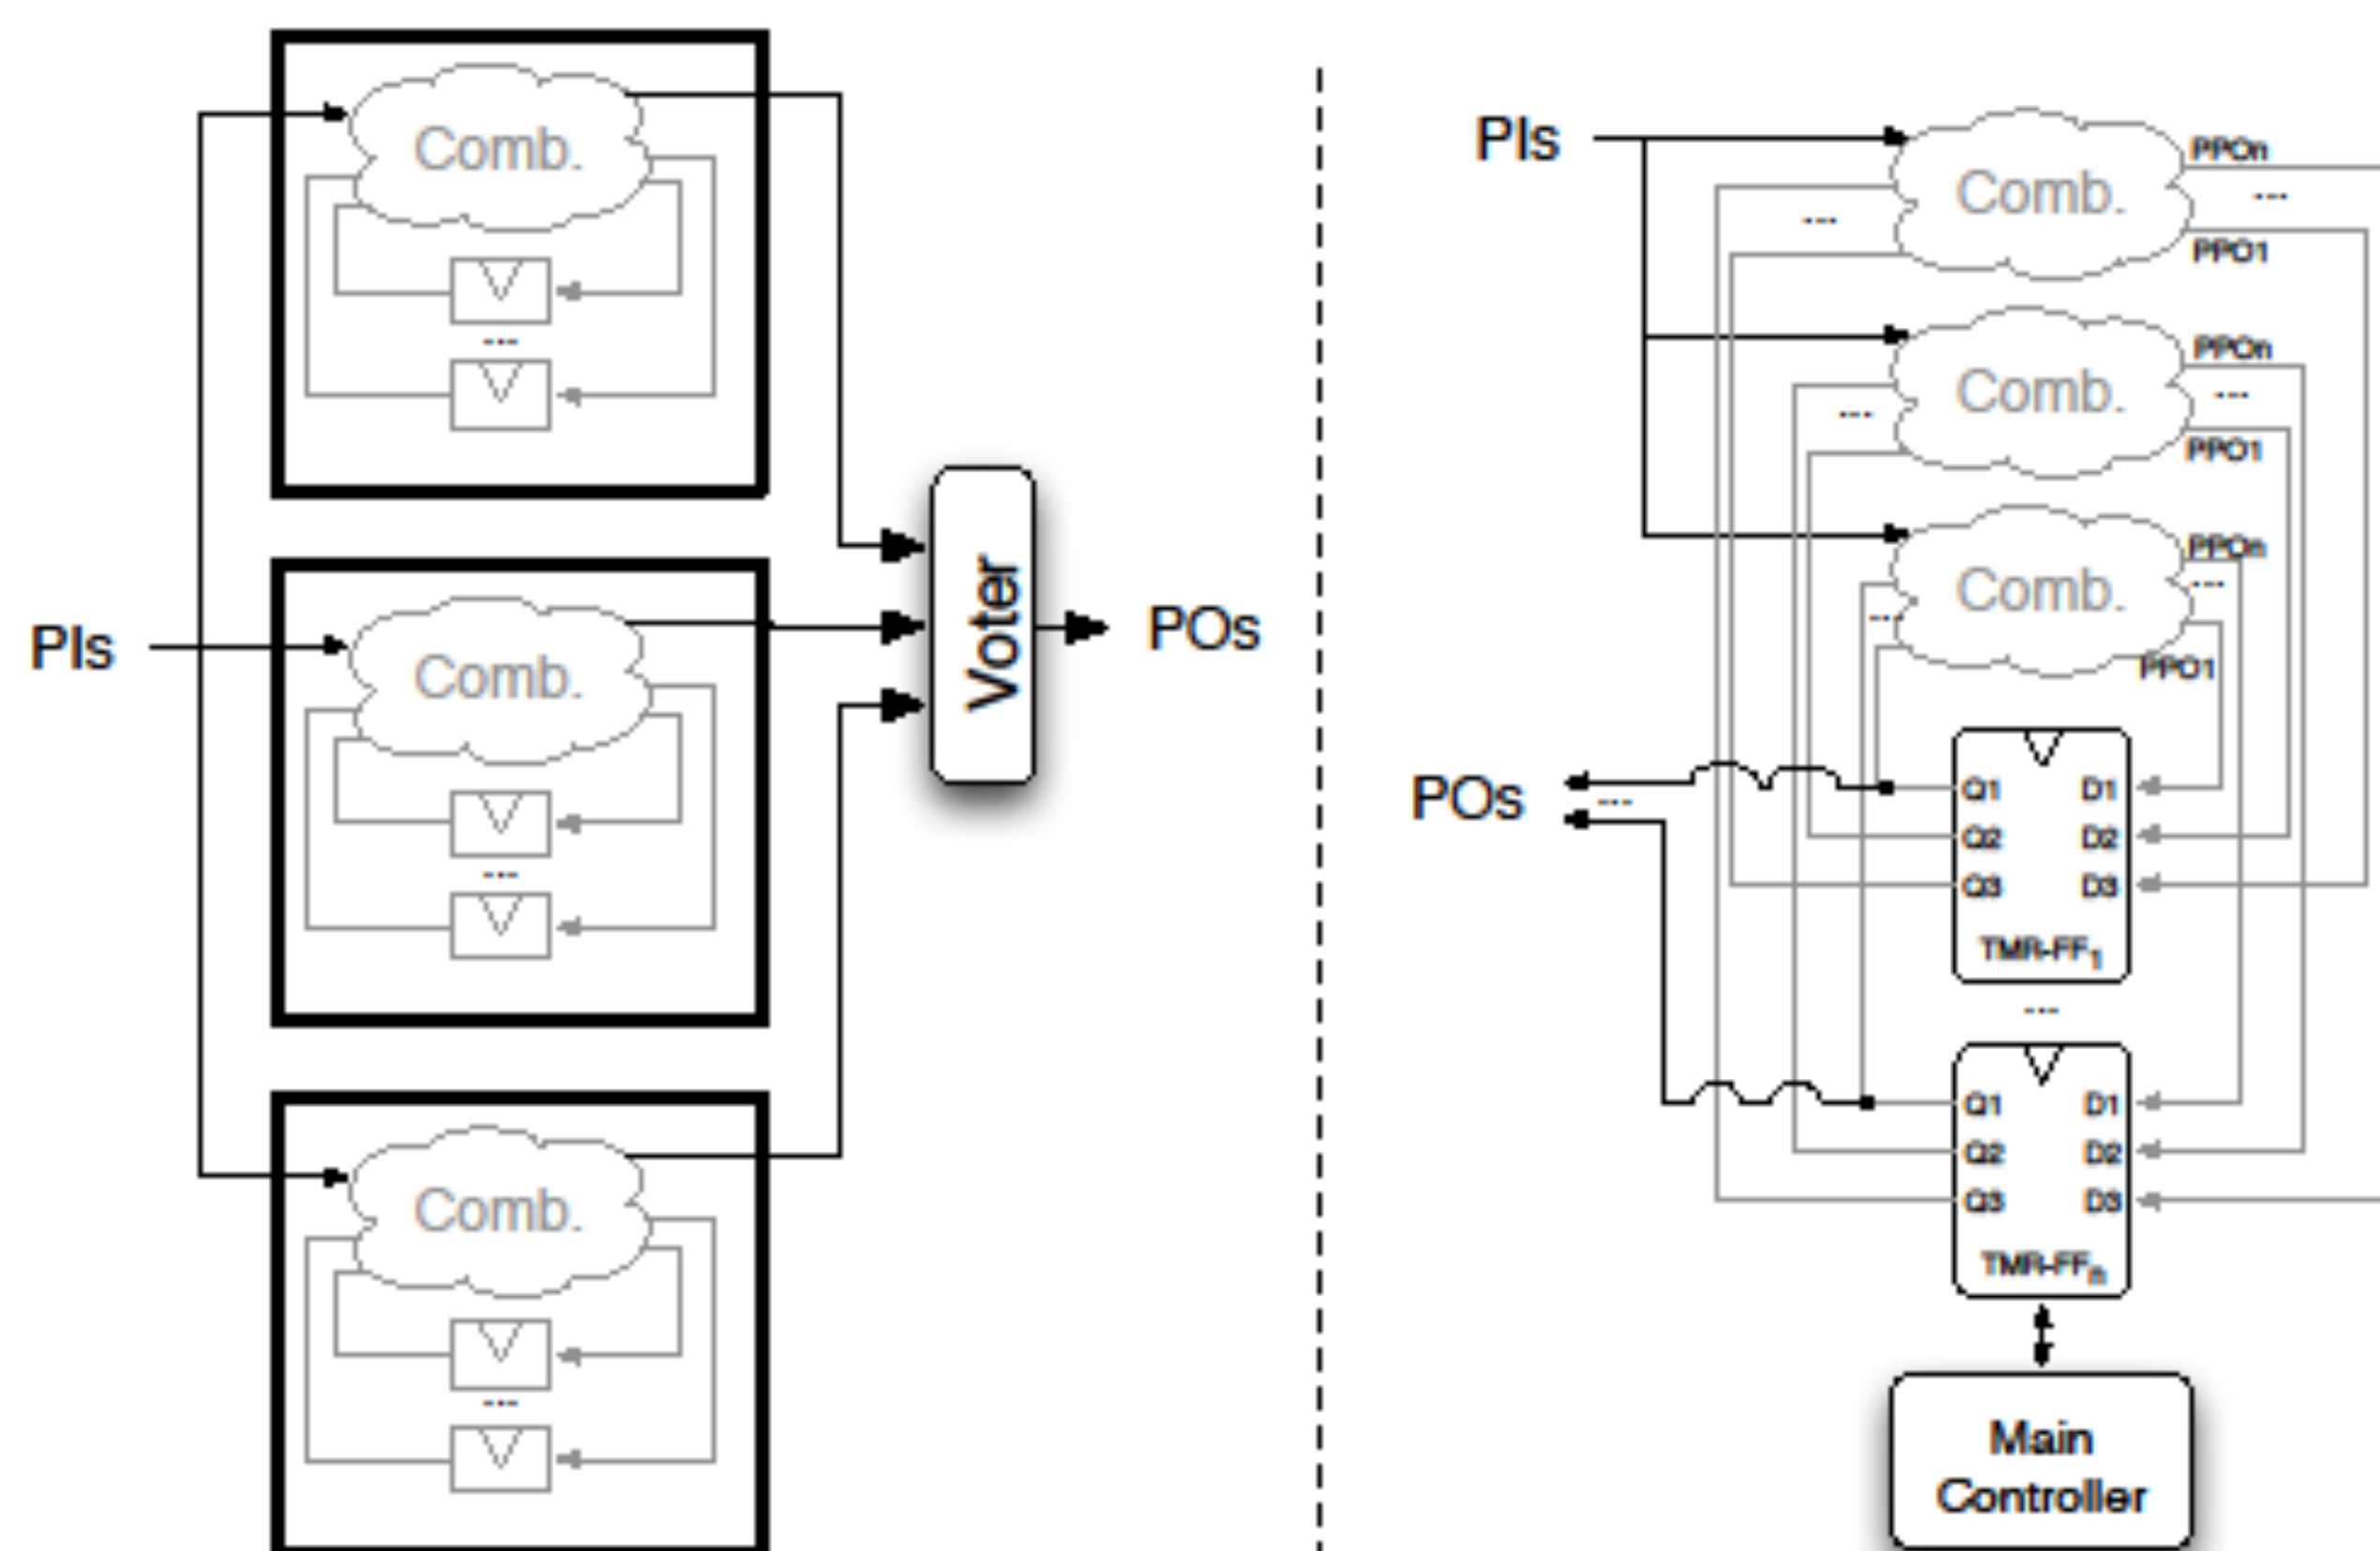 Comb.
---
PIs
Comb.
---
Comb.
---
Voter
POs
PIs
Comb.
PPOn
---
---
PPO1
Comb.
PPOn
---
---
PPO1
Comb.
PPOn
---
---
PPO1
POs
---
Q1 D1
Q2 D2
Q3 D3
TMR-FF1
---
Q1 D1
Q2 D2
Q3 D3
TMR-FFn
Main
Controller